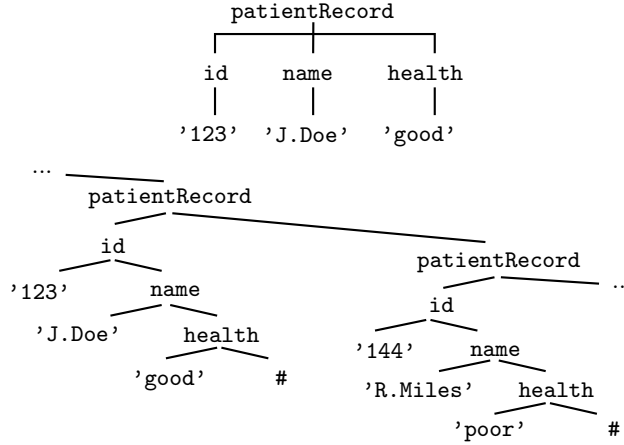 patientRecord
id name health
'123' 'J.Doe' 'good'
...
patientRecord
id
'123' name
'J.Doe' health
'good' #
patientRecord
..
id
'144' name
'R.Miles' health
'poor' #